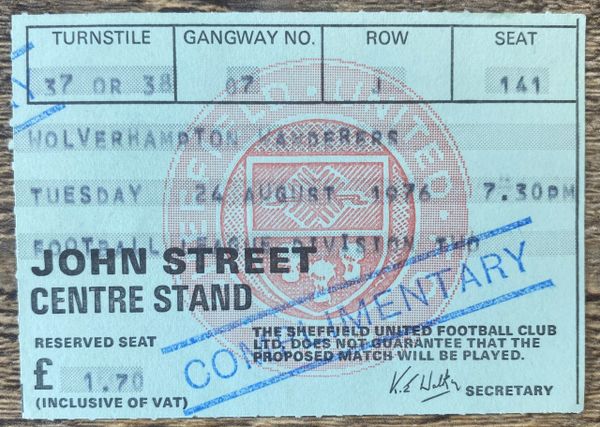 TURNSTILE GANGWAY NO. ROW SEAT
37 OR 38 07 J 141
WOLVERHAMPTON WANDERERS
TUESDAY 24 AUGUST 1976 7.30PM
FOOTBALL LEAGUE DIVISION TWO
SHEFFIELD UNITED
JOHN STREET
CENTRE STAND
COMPLIMENTARY
RESERVED SEAT
£ 1.70
(INCLUSIVE OF VAT)
THE SHEFFIELD UNITED FOOTBALL CLUB
LTD, DOES NOT GUARANTEE THAT THE
PROPOSED MATCH WILL BE PLAYED.
SECRETARY